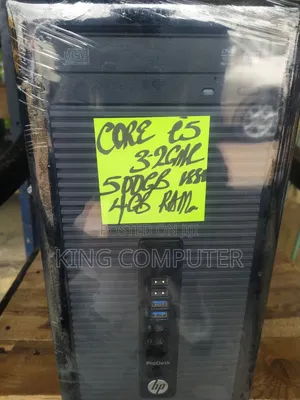 CORE i5
3.2GHZ
500GB HDD
4GB RAM
KING COMPUTER
ProDesk
hp